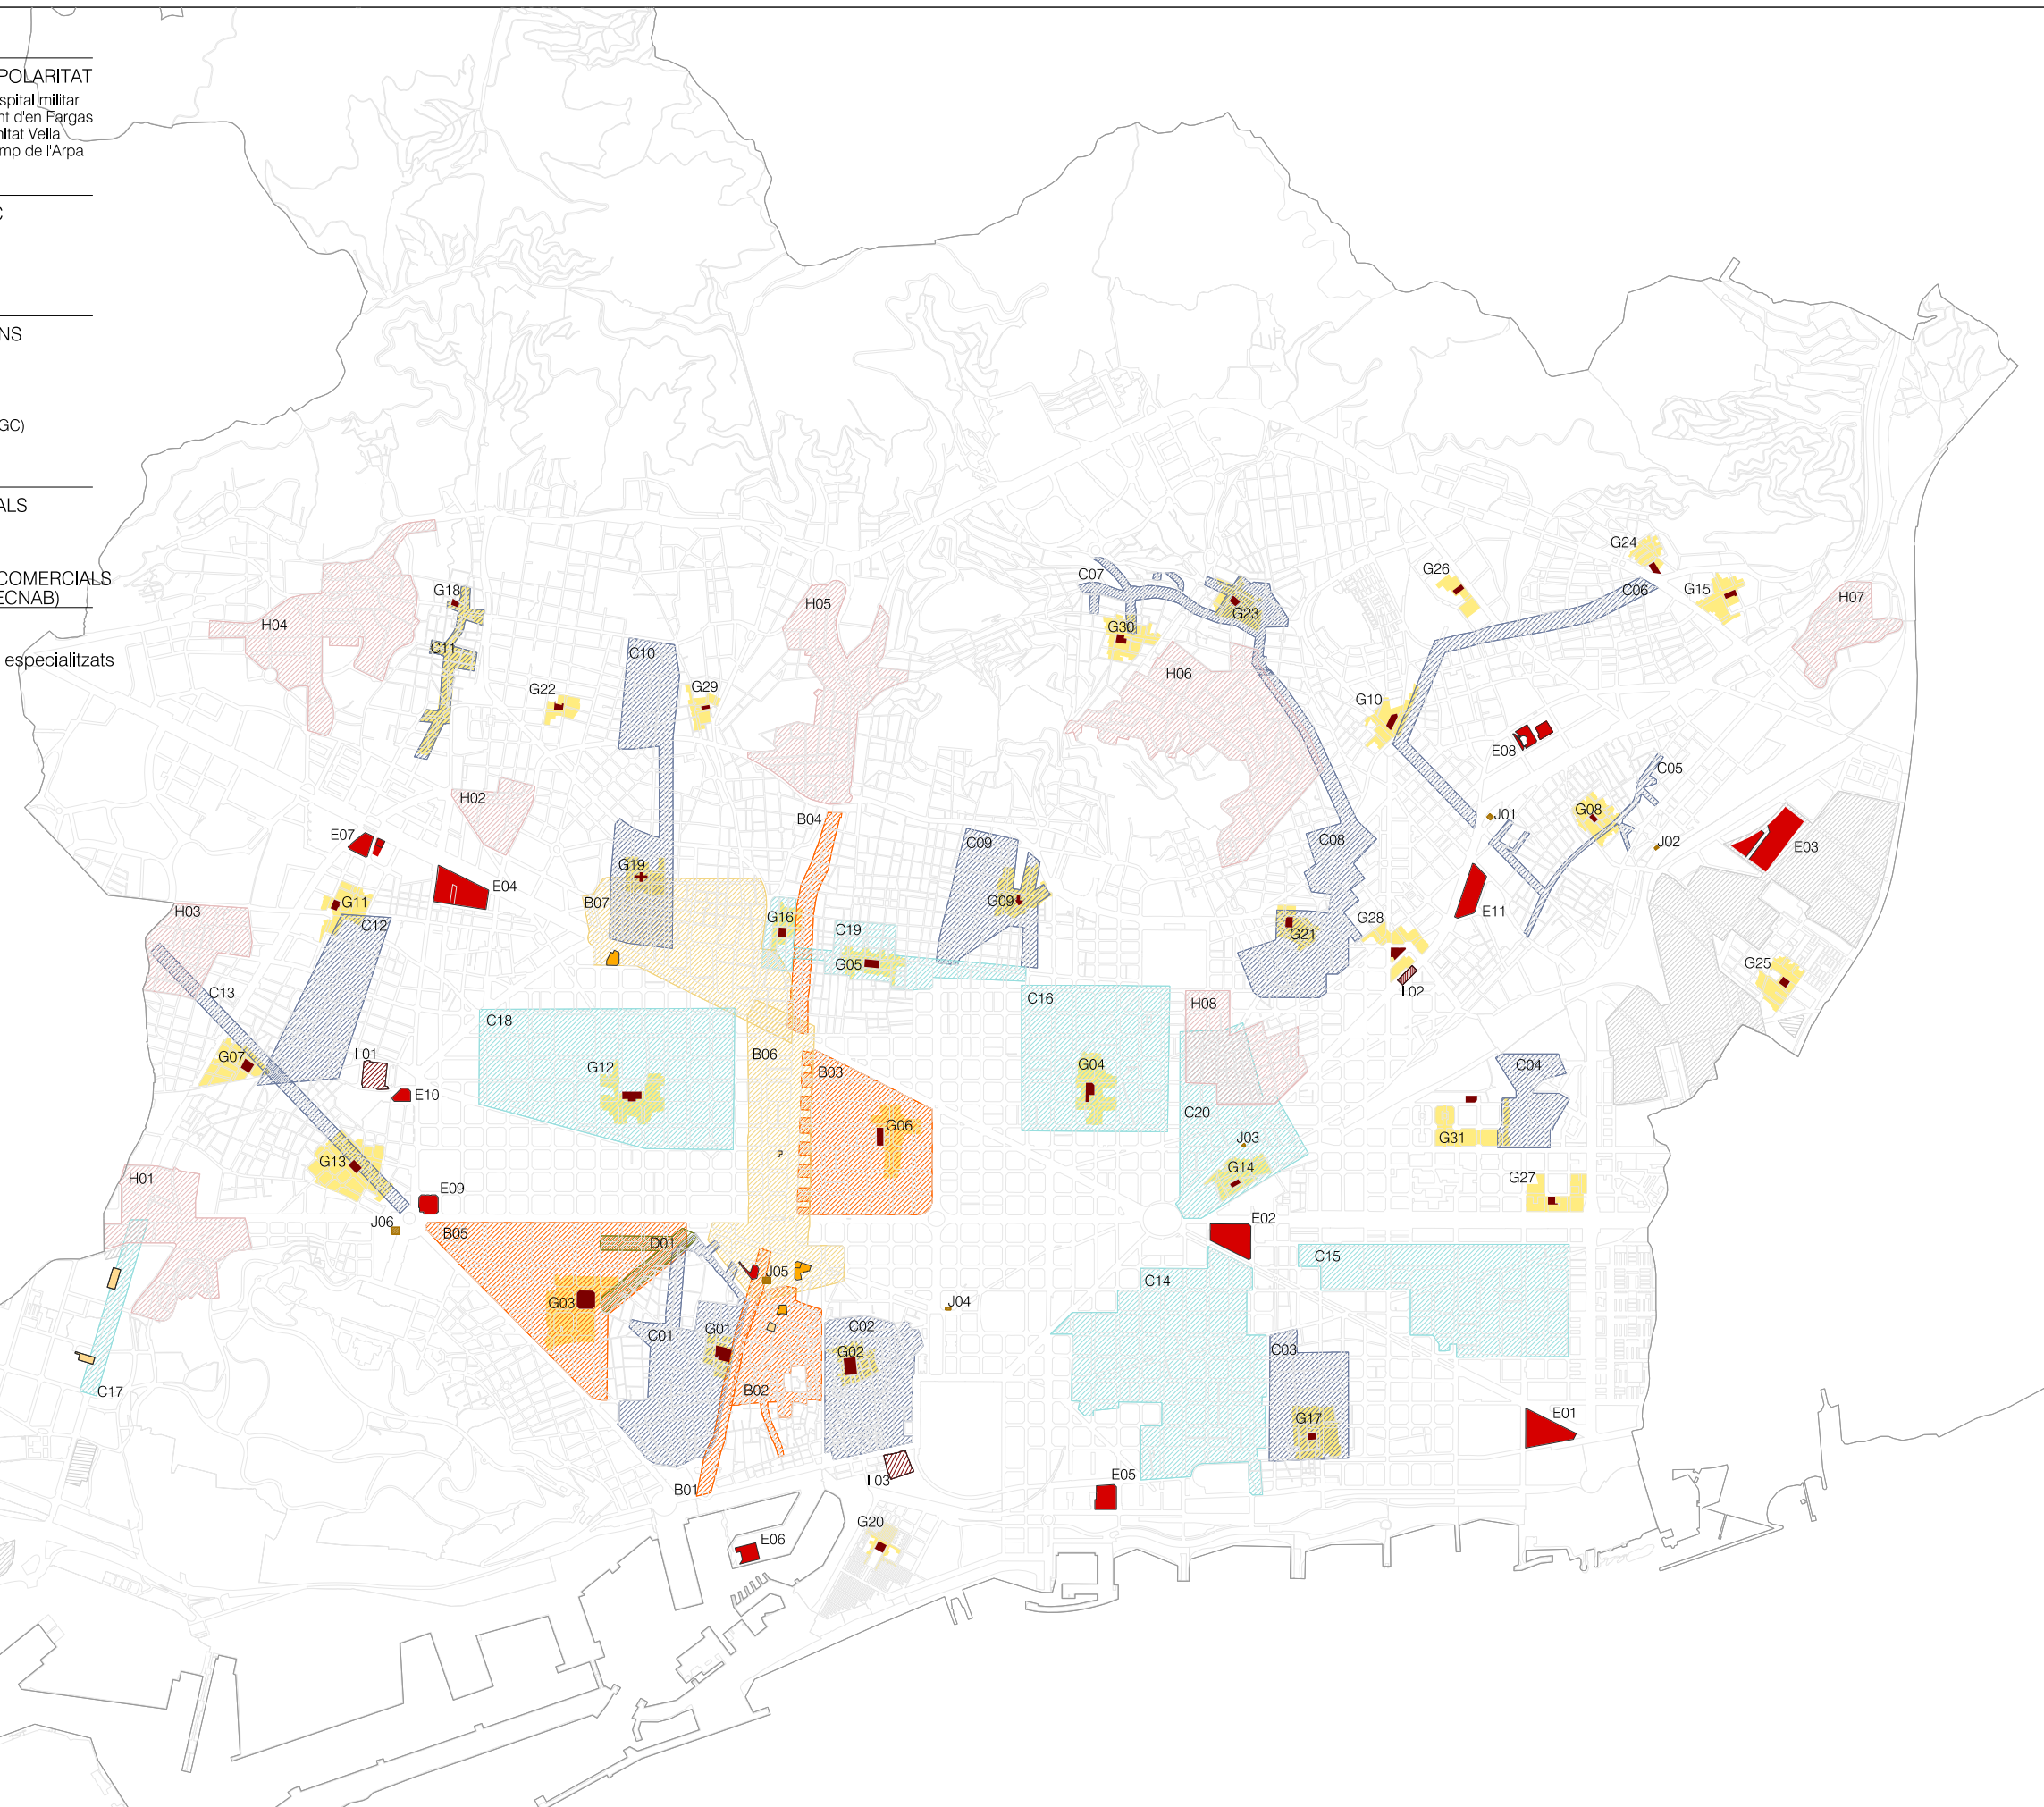 POLARITAT
spital militar
nt d'en Fargas
nitat Vella
mp de l'Arpa
C
NS
GC)
ALS
COMERCIALS
ECNAB)
especialitzats
G24
G26
C07
C06
G15
H07
G18
H05
G23
H04
G30
C11
C10
H06
G29
G22
G10
E08
C05
H02
G08
J01
B04
E07
C09
C08
J02
E03
G19
E04
G11
B07
G09
H03
G16
E11
G28
C12
C19
G21
G05
G25
C13
I 02
C16
H08
C18
I 01
B06
G07
G12
B03
G04
C04
E10
C20
G06
G31
J03
G13
G14
H01
G27
E09
J06
E02
B05
D01
C15
J05
C14
G03
J04
C01
G01
C02
G02
C03
C17
B02
G17
E01
E05
I 03
B01
G20
E06